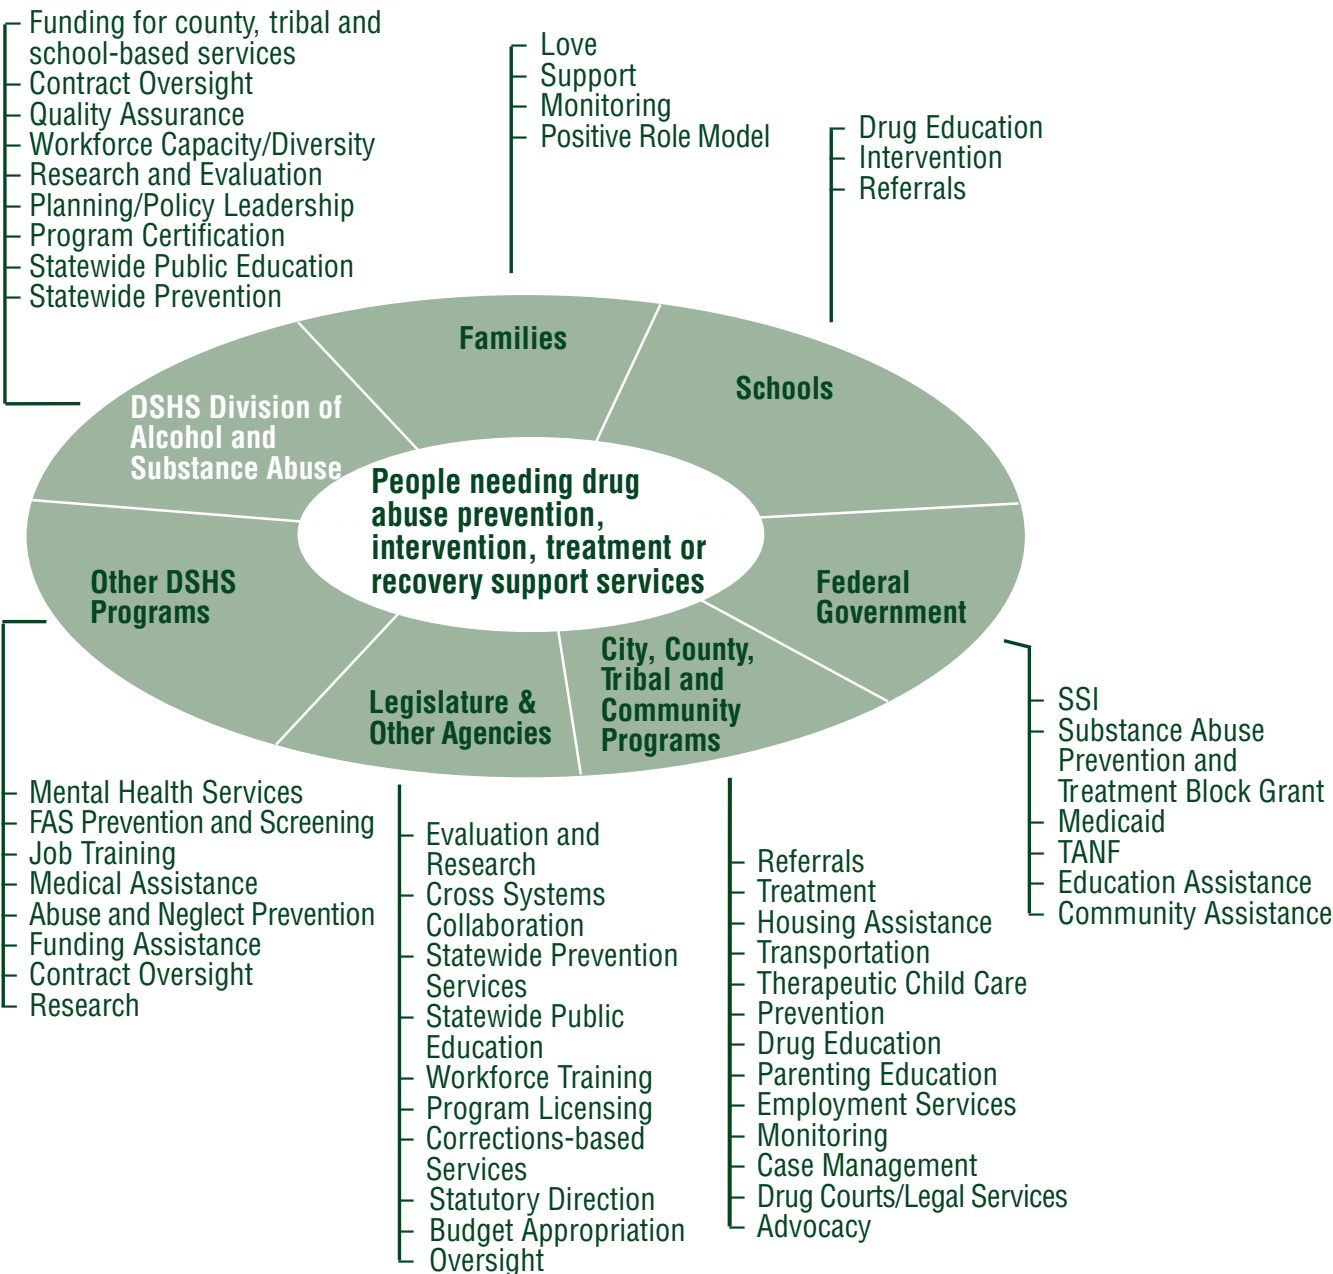 Funding for county, tribal and
school-based services
Contract Oversight
Quality Assurance
Workforce Capacity/Diversity
Research and Evaluation
Planning/Policy Leadership
Program Certification
Statewide Public Education
Statewide Prevention
Love
Support
Monitoring
Positive Role Model
Drug Education
Intervention
Referrals
Families
Schools
DSHS Division of
Alcohol and
Substance Abuse
People needing drug
abuse prevention,
intervention, treatment or
recovery support services
Other DSHS
Programs
Federal
Government
Legislature &
Other Agencies
City, County,
Tribal and
Community
Programs
SSI
Substance Abuse
Prevention and
Treatment Block Grant
Medicaid
TANF
Education Assistance
Community Assistance
Mental Health Services
FAS Prevention and Screening
Job Training
Medical Assistance
Abuse and Neglect Prevention
Funding Assistance
Contract Oversight
Research
Evaluation and
Research
Cross Systems
Collaboration
Statewide Prevention
Services
Statewide Public
Education
Workforce Training
Program Licensing
Corrections-based
Services
Statutory Direction
Budget Appropriation
Oversight
Referrals
Treatment
Housing Assistance
Transportation
Therapeutic Child Care
Prevention
Drug Education
Parenting Education
Employment Services
Monitoring
Case Management
Drug Courts/Legal Services
Advocacy